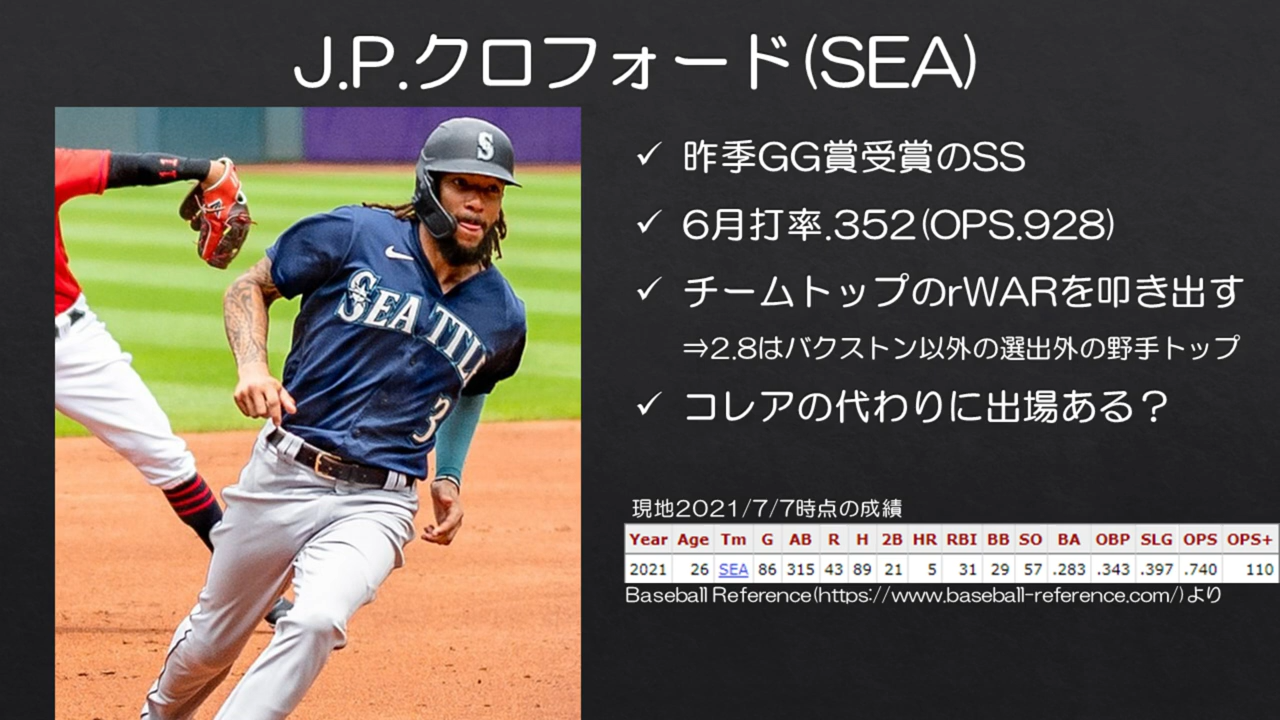 J.P.クロフォード(SEA)
✓ 昨季GG賞受賞のSS
✓ 6月打率.352(OPS.928)
✓ チームトップのrWARを叩き出す
⇒2.8はバクストン以外の選出外の野手トップ
✓ コレアの代わりに出場ある？
現地2021/7/7時点の成績
Year Age Tm G AB R H 2B HR RBI BB SO BA OBP SLG OPS OPS+
2021 26 SEA 86 315 43 89 21 5 31 29 57 .283 .343 .397 .740 110
Baseball Reference(https://www.baseball-reference.com/)より
S
11
SEATTLE
3